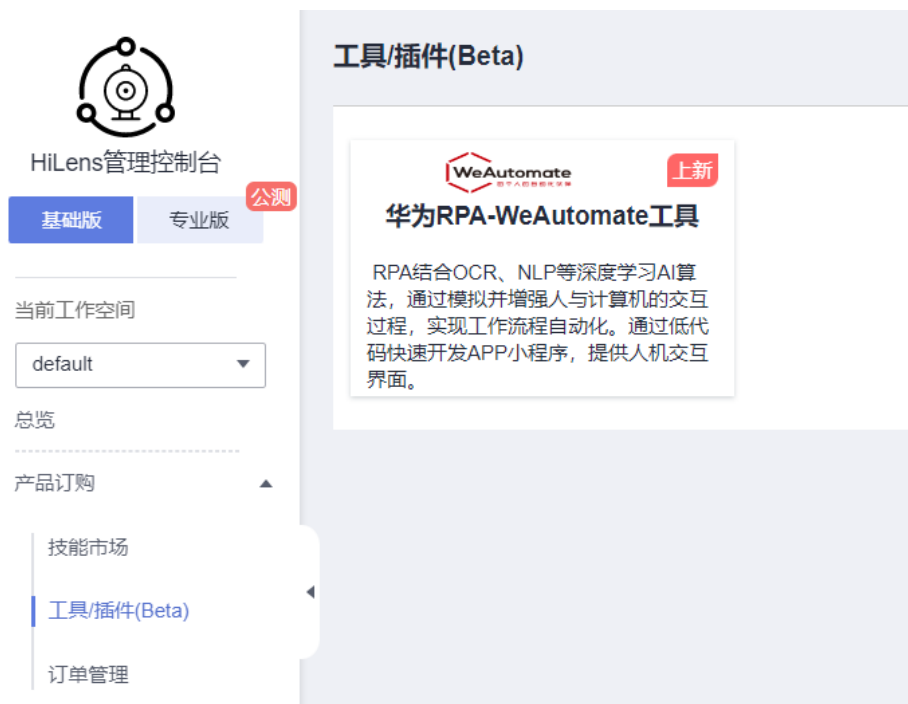 HiLens管理控制台
基础版
专业版
公测
当前工作空间
default
总览
产品订购
技能市场
工具/插件(Beta)
订单管理
工具/插件(Beta)
WeAutomate
上新
华为RPA-WeAutomate工具
RPA结合OCR、NLP等深度学习AI算
法，通过模拟并增强人与计算机的交互
过程，实现工作流程自动化。通过低代
码快速开发APP小程序，提供人机交互
界面。